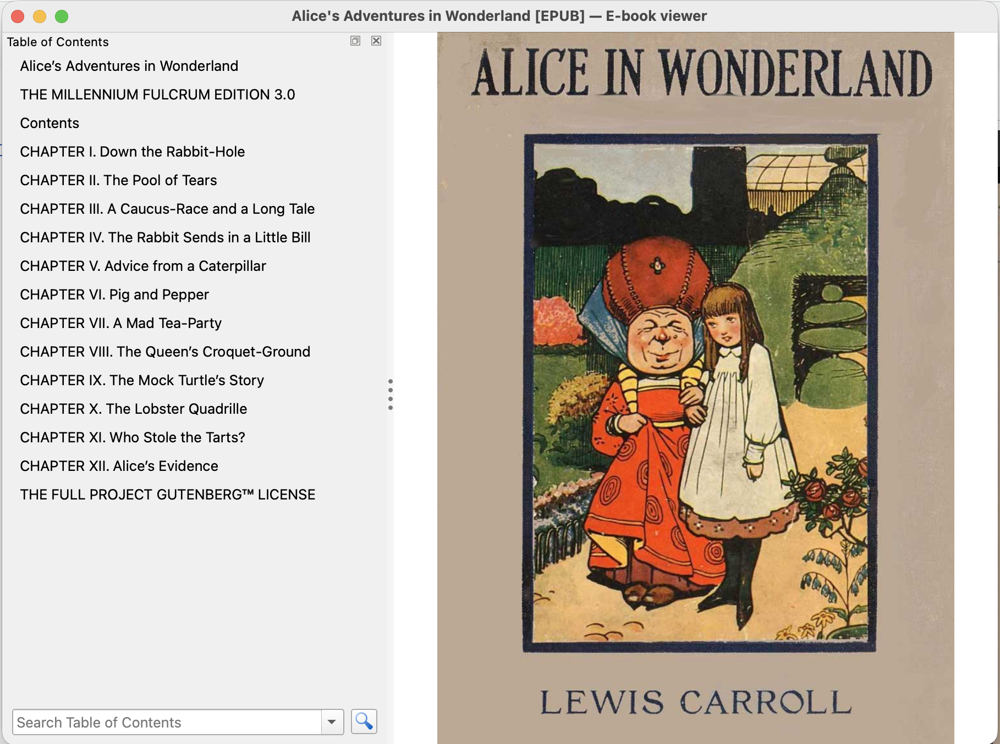 Alice's Adventures in Wonderland [EPUB] — E-book viewer
Table of Contents
Alice’s Adventures in Wonderland
THE MILLENNIUM FULCRUM EDITION 3.0
Contents
CHAPTER I. Down the Rabbit-Hole
CHAPTER II. The Pool of Tears
CHAPTER III. A Caucus-Race and a Long Tale
CHAPTER IV. The Rabbit Sends in a Little Bill
CHAPTER V. Advice from a Caterpillar
CHAPTER VI. Pig and Pepper
CHAPTER VII. A Mad Tea-Party
CHAPTER VIII. The Queen’s Croquet-Ground
CHAPTER IX. The Mock Turtle’s Story
CHAPTER X. The Lobster Quadrille
CHAPTER XI. Who Stole the Tarts?
CHAPTER XII. Alice’s Evidence
THE FULL PROJECT GUTENBERG™ LICENSE
Search Table of Contents
ALICE IN WONDERLAND
LEWIS CARROLL